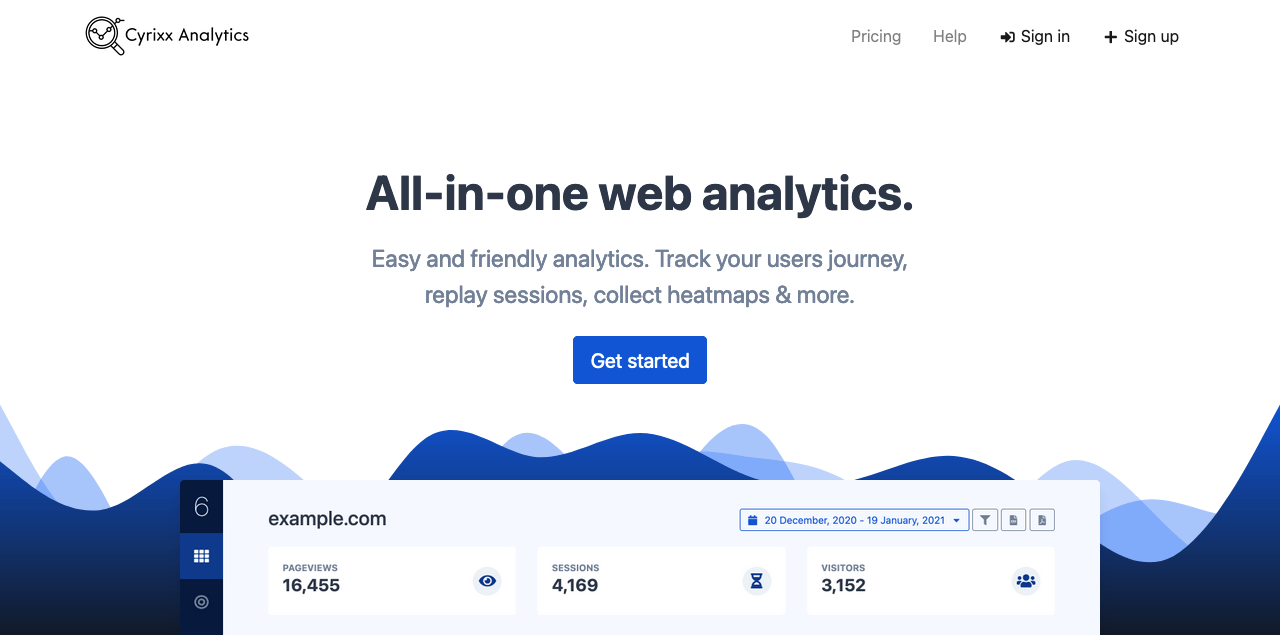 Cyrixx Analytics
Pricing
Help
Sign in
Sign up
All-in-one web analytics.
Easy and friendly analytics. Track your users journey,
replay sessions, collect heatmaps & more.
Get started
6
example.com
20 December, 2020 - 19 January, 2021
PAGEVIEWS
16,455
SESSIONS
4,169
VISITORS
3,152